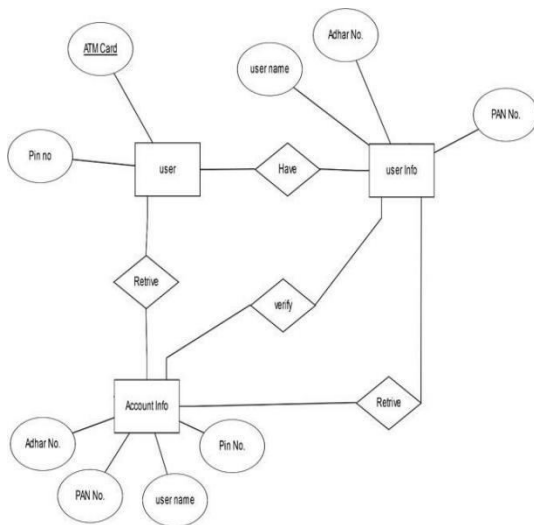 ATM Card
Adhar No.
user name
PAN No.
Pin no
user
Have
user Info
Retrive
verify
Account Info
Retrive
Adhar No.
Pin No.
PAN No.
user name